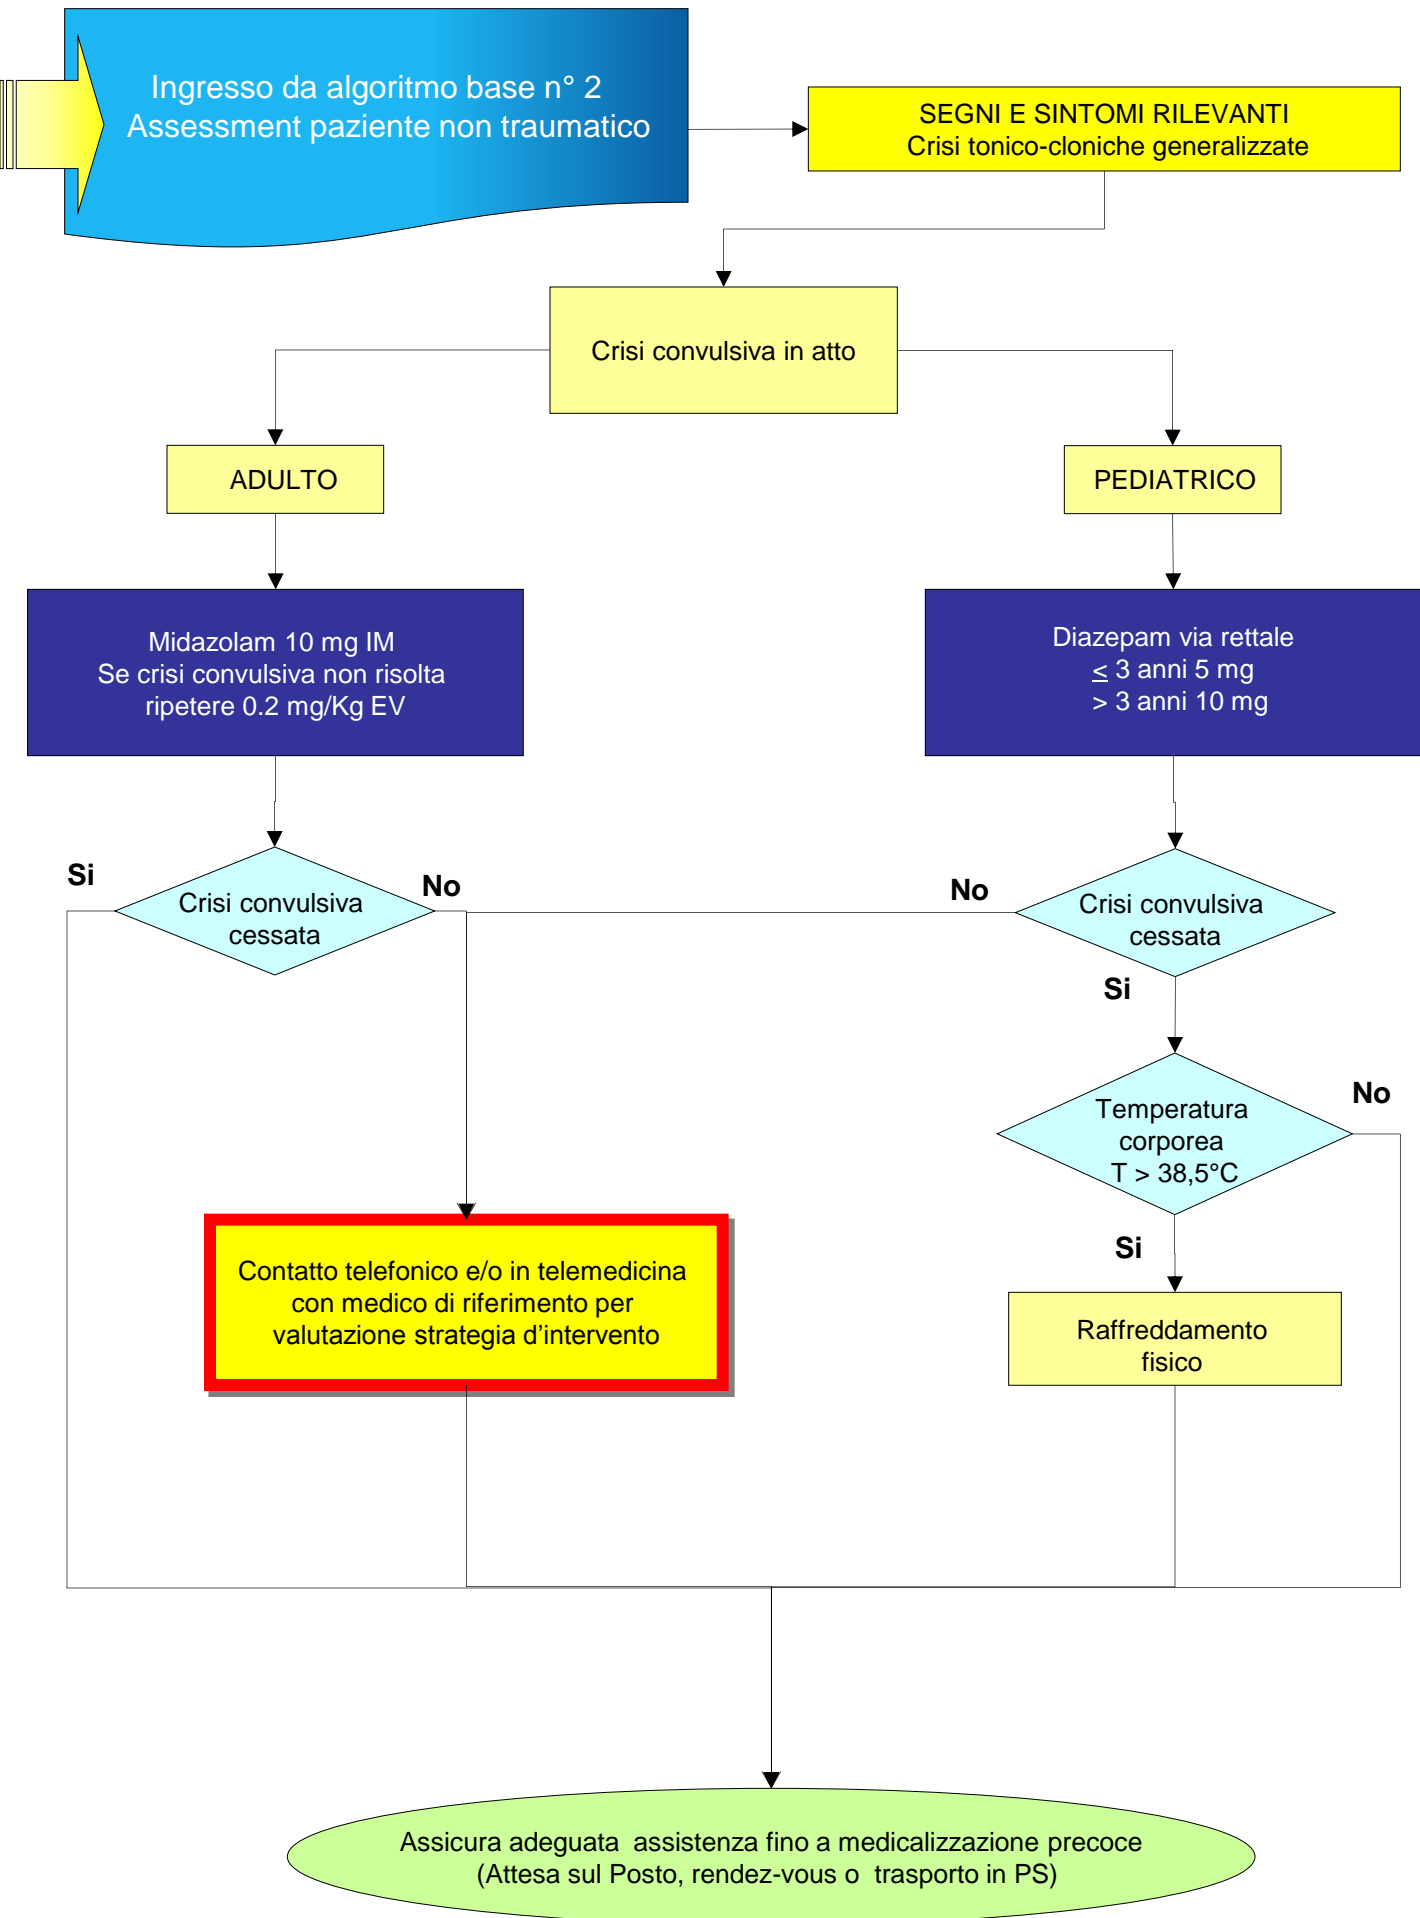 Ingresso da algoritmo base n° 2
Assessment paziente non traumatico
SEGNI E SINTOMI RILEVANTI
Crisi tonico-cloniche generalizzate
Crisi convulsiva in atto
ADULTO
PEDIATRICO
Midazolam 10 mg IM
Se crisi convulsiva non risolta
ripetere 0.2 mg/Kg EV
Diazepam via rettale
≤ 3 anni 5 mg
> 3 anni 10 mg
Si
Crisi convulsiva
cessata
No
No
Crisi convulsiva
cessata
Si
Temperatura
corporea
T > 38,5°C
No
Si
Contatto telefonico e/o in telemedicina
con medico di riferimento per
valutazione strategia d'intervento
Raffreddamento
fisico
Assicura adeguata assistenza fino a medicalizzazione precoce
(Attesa sul Posto, rendez-vous o trasporto in PS)